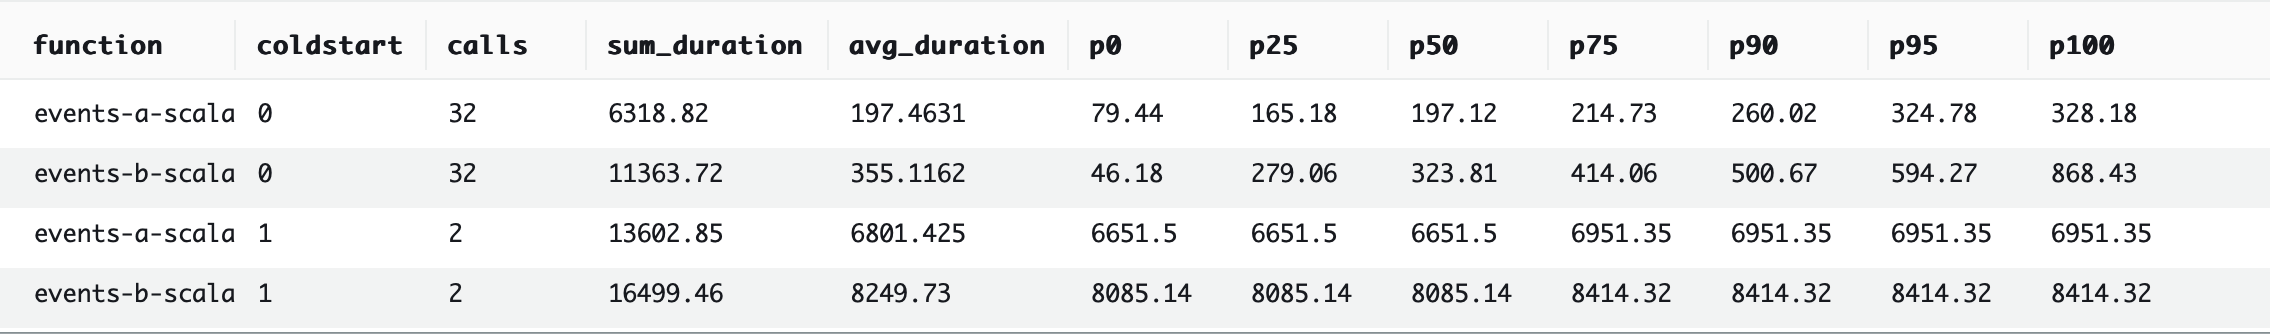 function coldstart calls sum_duration avg_duration p0 p25 p50 p75 p90 p95 p100
events-a-scala 0 32 6318.82 197.4631 79.44 165.18 197.12 214.73 260.02 324.78 328.18
events-b-scala 0 32 11363.72 355.1162 46.18 279.06 323.81 414.06 500.67 594.27 868.43
events-a-scala 1 2 13602.85 6801.425 6651.5 6651.5 6651.5 6951.35 6951.35 6951.35 6951.35
events-b-scala 1 2 16499.46 8249.73 8085.14 8085.14 8085.14 8414.32 8414.32 8414.32 8414.32